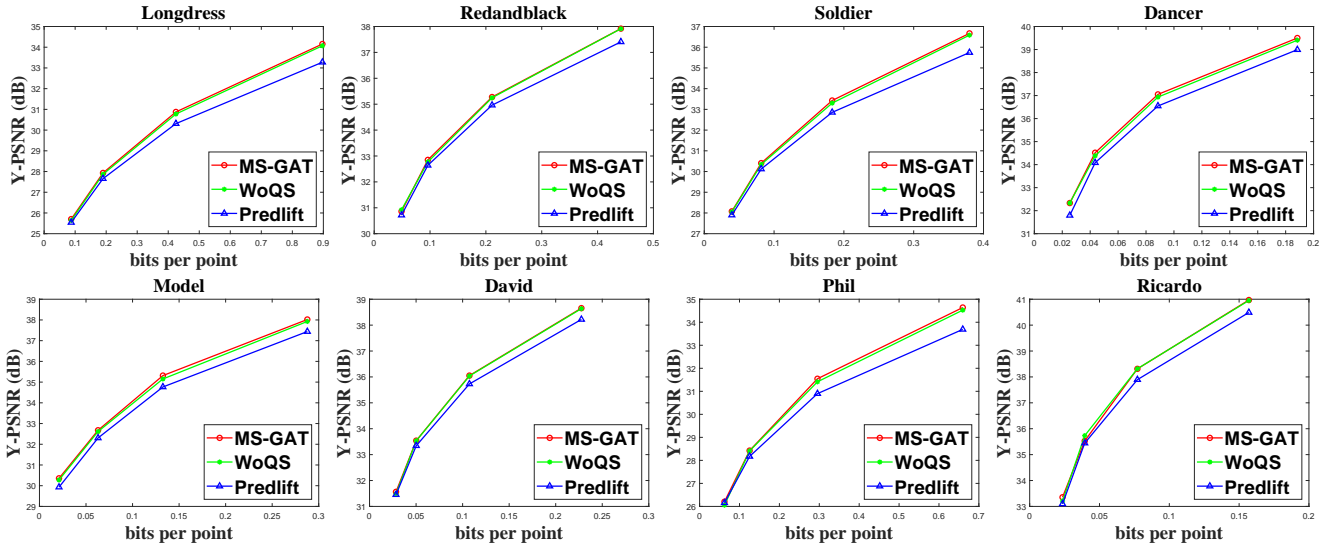 Longdress
35
34
33
32
31
30
29
28
27
26
25
0 0.1 0.2 0.3 0.4 0.5 0.6 0.7 0.8 0.9
Y-PSNR (dB)
bits per point
MS-GAT
WoQS
Predlift
Redandblack
38
37
36
35
34
33
32
31
30
0 0.1 0.2 0.3 0.4 0.5
Y-PSNR (dB)
bits per point
MS-GAT
WoQS
Predlift
Soldier
38
37
36
35
34
33
32
31
30
29
28
27
0 0.1 0.2 0.3 0.4
Y-PSNR (dB)
bits per point
MS-GAT
WoQS
Predlift
Dancer
40
39
38
37
36
35
34
33
32
31
0 0.02 0.04 0.06 0.08 0.1 0.12 0.14 0.16 0.18 0.2
Y-PSNR (dB)
bits per point
MS-GAT
WoQS
Predlift
Model
39
38
37
36
35
34
33
32
31
30
29
0 0.05 0.1 0.15 0.2 0.25 0.3
Y-PSNR (dB)
bits per point
MS-GAT
WoQS
Predlift
David
39
38
37
36
35
34
33
32
31
0 0.05 0.1 0.15 0.2 0.25 0.3
Y-PSNR (dB)
bits per point
MS-GAT
WoQS
Predlift
Phil
35
34
33
32
31
30
29
28
27
26
0 0.1 0.2 0.3 0.4 0.5 0.6 0.7
Y-PSNR (dB)
bits per point
MS-GAT
WoQS
Predlift
Ricardo
41
40
39
38
37
36
35
34
33
0 0.05 0.1 0.15 0.2
Y-PSNR (dB)
bits per point
MS-GAT
WoQS
Predlift